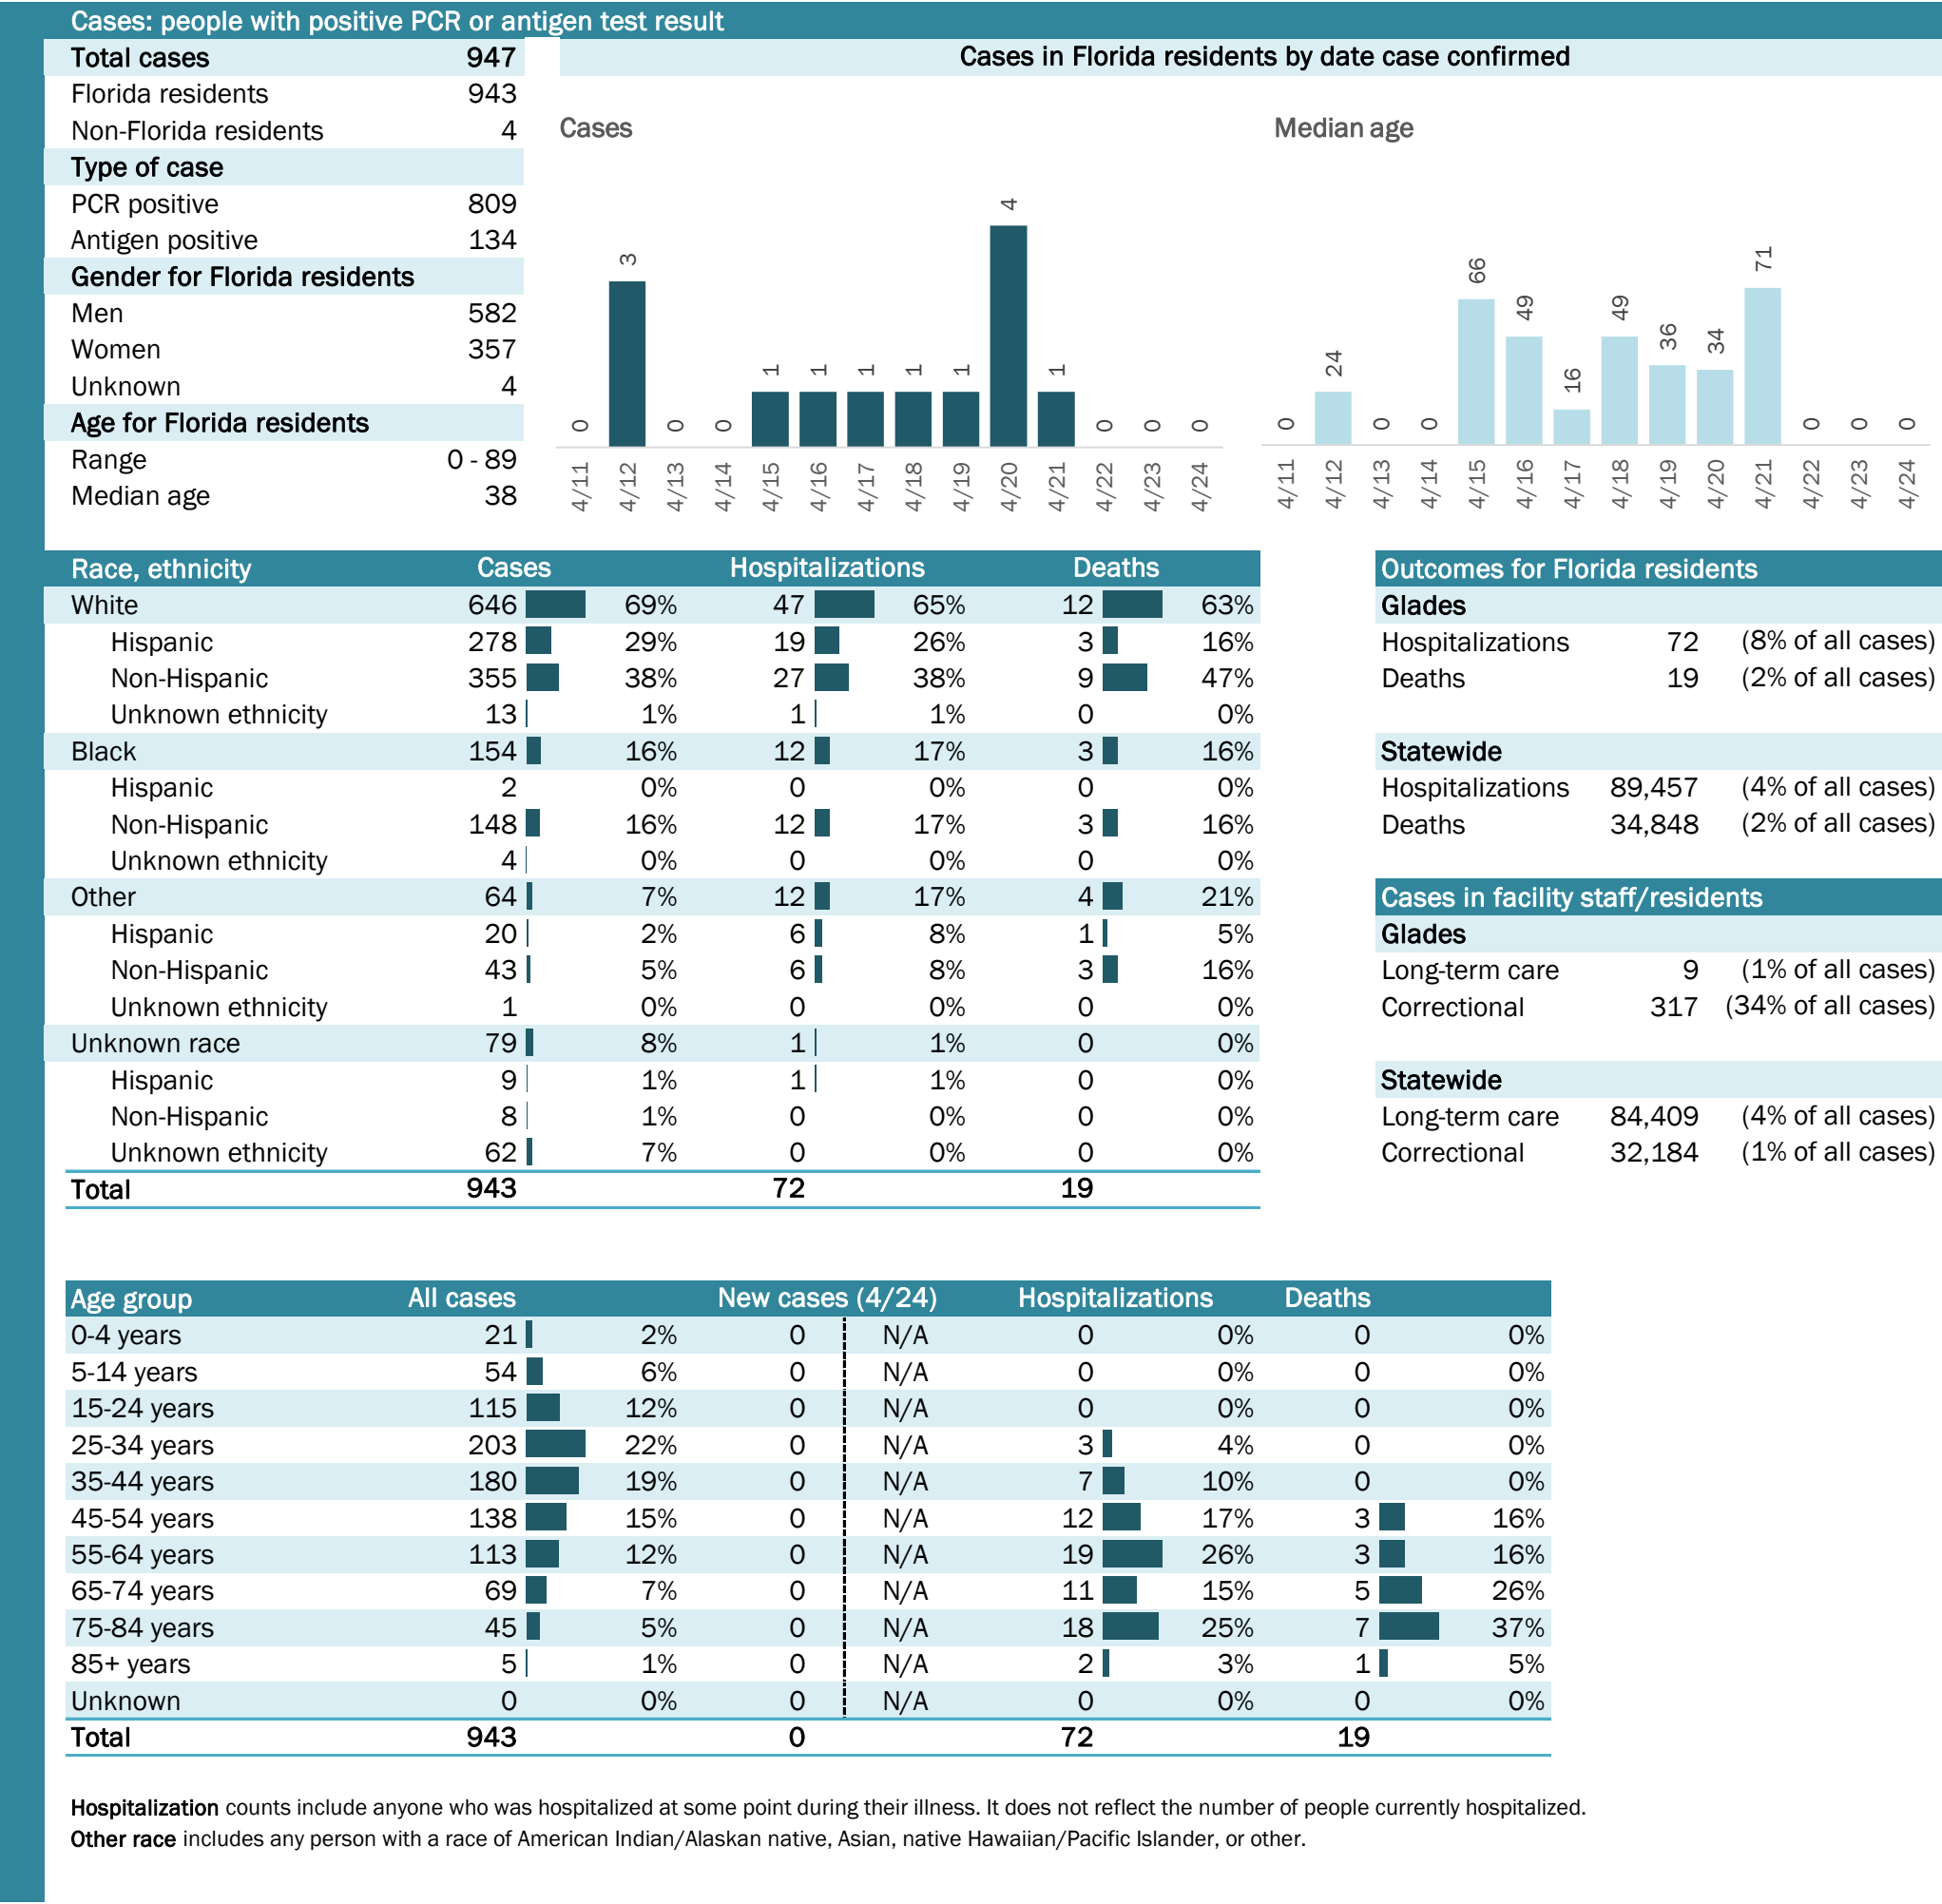 Cases: people with positive PCR or antigen test result
Total cases 947
Florida residents 943
Non-Florida residents 4
Type of case
PCR positive 809
Antigen positive 134
Gender for Florida residents
Men 582
Women 357
Unknown 4
Age for Florida residents
Range 0 - 89
Median age 38
Cases in Florida residents by date case confirmed
Cases
0 3 0 0 1 1 1 1 1 4 1 0 0 0
4/11 4/12 4/13 4/14 4/15 4/16 4/17 4/18 4/19 4/20 4/21 4/22 4/23 4/24
Median age
0 24 0 0 66 49 16 49 36 34 71 0 0 0
4/11 4/12 4/13 4/14 4/15 4/16 4/17 4/18 4/19 4/20 4/21 4/22 4/23 4/24
Race, ethnicity Cases Hospitalizations Deaths
White 646 69% 47 65% 12 63%
Hispanic 278 29% 19 26% 3 16%
Non-Hispanic 355 38% 27 38% 9 47%
Unknown ethnicity 13 1% 1 1% 0 0%
Black 154 16% 12 17% 3 16%
Hispanic 2 0% 0 0% 0 0%
Non-Hispanic 148 16% 12 17% 3 16%
Unknown ethnicity 4 0% 0 0% 0 0%
Other 64 7% 12 17% 4 21%
Hispanic 20 2% 6 8% 1 5%
Non-Hispanic 43 5% 6 8% 3 16%
Unknown ethnicity 1 0% 0 0% 0 0%
Unknown race 79 8% 1 1% 0 0%
Hispanic 9 1% 1 1% 0 0%
Non-Hispanic 8 1% 0 0% 0 0%
Unknown ethnicity 62 7% 0 0% 0 0%
Total 943 72 19
Outcomes for Florida residents
Glades
Hospitalizations 72 (8% of all cases)
Deaths 19 (2% of all cases)
Statewide
Hospitalizations 89,457 (4% of all cases)
Deaths 34,848 (2% of all cases)
Cases in facility staff/residents
Glades
Long-term care 9 (1% of all cases)
Correctional 317 (34% of all cases)
Statewide
Long-term care 84,409 (4% of all cases)
Correctional 32,184 (1% of all cases)
Age group All cases New cases (4/24) Hospitalizations Deaths
0-4 years 21 2% 0 N/A 0 0% 0 0%
5-14 years 54 6% 0 N/A 0 0% 0 0%
15-24 years 115 12% 0 N/A 0 0% 0 0%
25-34 years 203 22% 0 N/A 3 4% 0 0%
35-44 years 180 19% 0 N/A 7 10% 0 0%
45-54 years 138 15% 0 N/A 12 17% 3 16%
55-64 years 113 12% 0 N/A 19 26% 3 16%
65-74 years 69 7% 0 N/A 11 15% 5 26%
75-84 years 45 5% 0 N/A 18 25% 7 37%
85+ years 5 1% 0 N/A 2 3% 1 5%
Unknown 0 0% 0 N/A 0 0% 0 0%
Total 943 0 72 19
Hospitalization counts include anyone who was hospitalized at some point during their illness. It does not reflect the number of people currently hospitalized.
Other race includes any person with a race of American Indian/Alaskan native, Asian, native Hawaiian/Pacific Islander, or other.